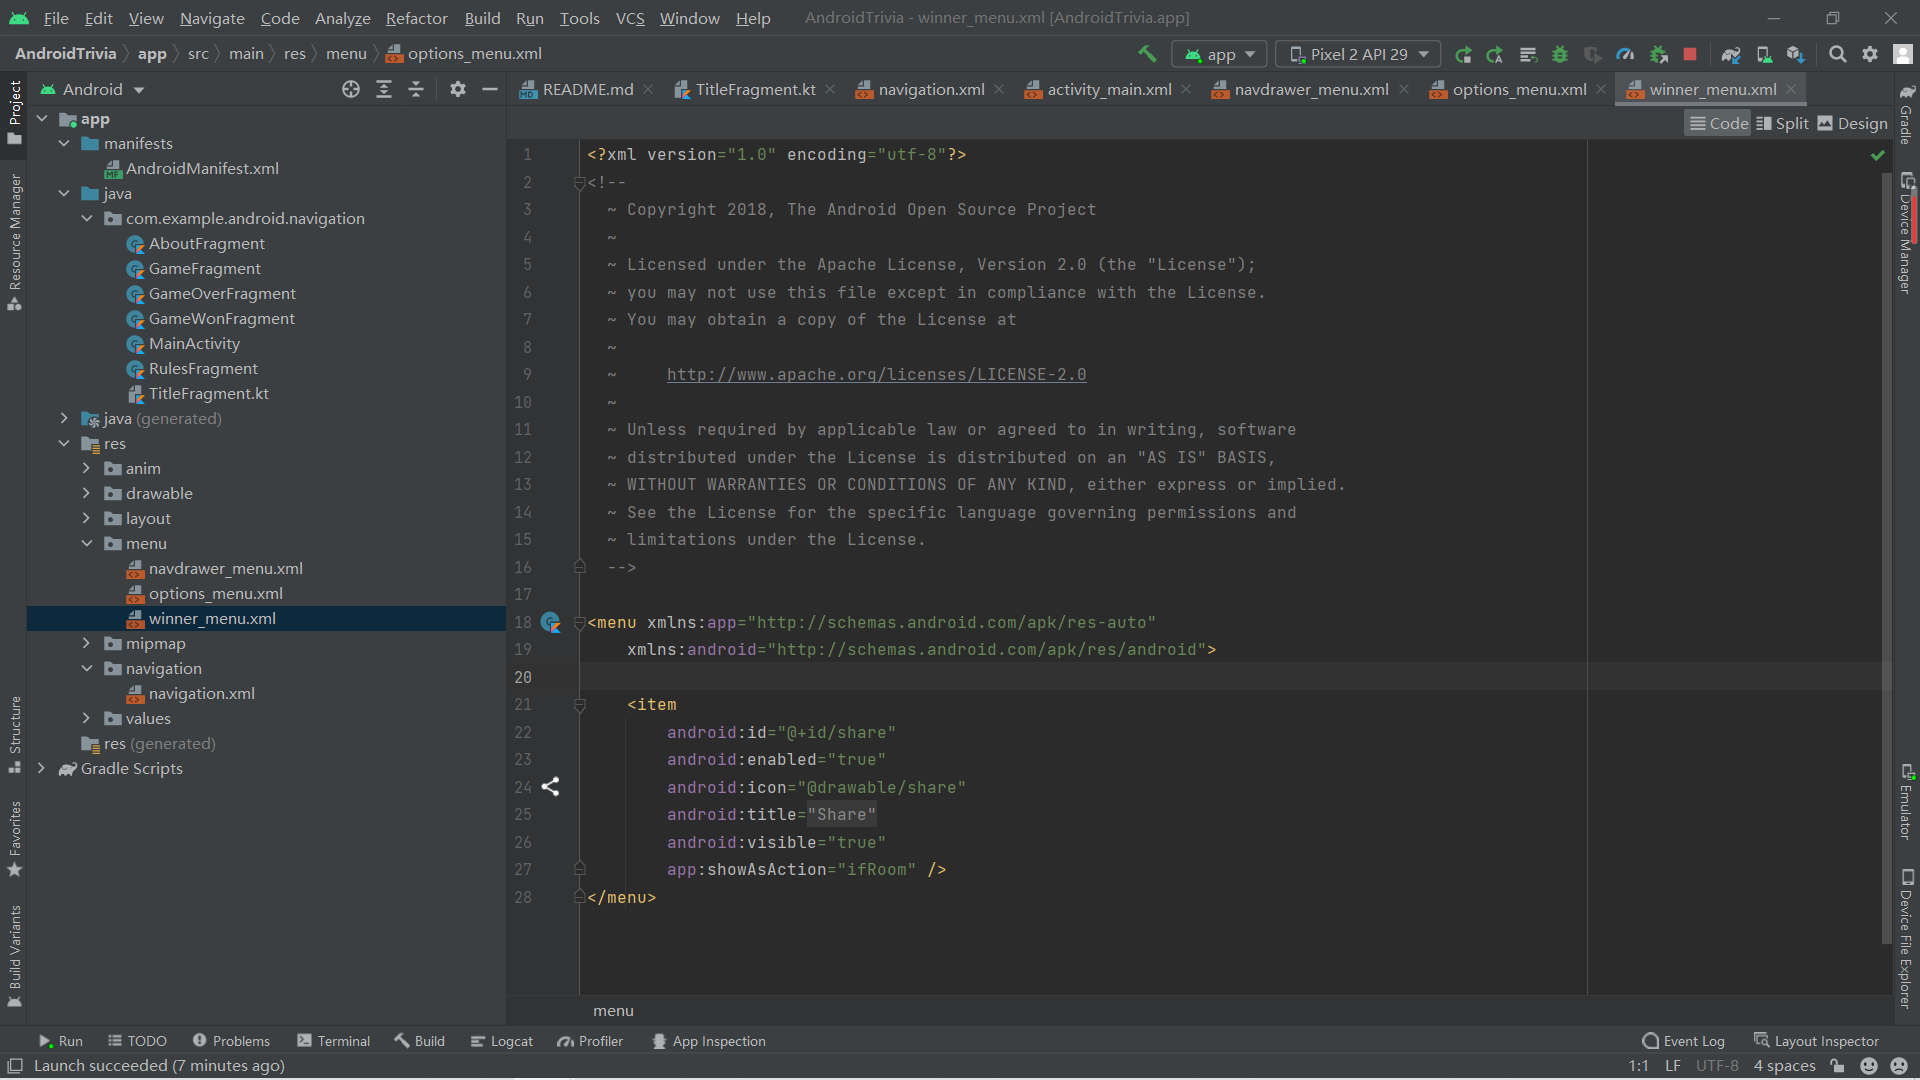 File Edit View Navigate Code Analyze Refactor Build Run Tools VCS Window Help AndroidTrivia - winner_menu.xml [AndroidTrivia.app]
AndroidTrivia app src main res menu options_menu.xml app Pixel 2 API 29
Android
README.md TitleFragment.kt navigation.xml activity_main.xml navdrawer_menu.xml options_menu.xml winner_menu.xml
Code Split Design
Project
Resource Manager
Structure
Favorites
Build Variants
app
manifests
AndroidManifest.xml
java
com.example.android.navigation
AboutFragment
GameFragment
GameOverFragment
GameWonFragment
MainActivity
RulesFragment
TitleFragment.kt
java (generated)
res
anim
drawable
layout
menu
navdrawer_menu.xml
options_menu.xml
winner_menu.xml
mipmap
navigation
navigation.xml
values
res (generated)
Gradle Scripts
1 <?xml version="1.0" encoding="utf-8"?>
2 <!--
3 ~ Copyright 2018, The Android Open Source Project
4 ~
5 ~ Licensed under the Apache License, Version 2.0 (the "License");
6 ~ you may not use this file except in compliance with the License.
7 ~ You may obtain a copy of the License at
8 ~
9 ~ http://www.apache.org/licenses/LICENSE-2.0
10 ~
11 ~ Unless required by applicable law or agreed to in writing, software
12 ~ distributed under the License is distributed on an "AS IS" BASIS,
13 ~ WITHOUT WARRANTIES OR CONDITIONS OF ANY KIND, either express or implied.
14 ~ See the License for the specific language governing permissions and
15 ~ limitations under the License.
16 -->
17
18 <menu xmlns:app="http://schemas.android.com/apk/res-auto"
19 xmlns:android="http://schemas.android.com/apk/res/android">
20
21 <item
22 android:id="@+id/share"
23 android:enabled="true"
24 android:icon="@drawable/share"
25 android:title="Share"
26 android:visible="true"
27 app:showAsAction="ifRoom" />
28 </menu>
menu
Gradle
Device Manager
Emulator
Device File Explorer
Run TODO Problems Terminal Build Logcat Profiler App Inspection Event Log Layout Inspector
Launch succeeded (7 minutes ago) 1:1 LF UTF-8 4 spaces